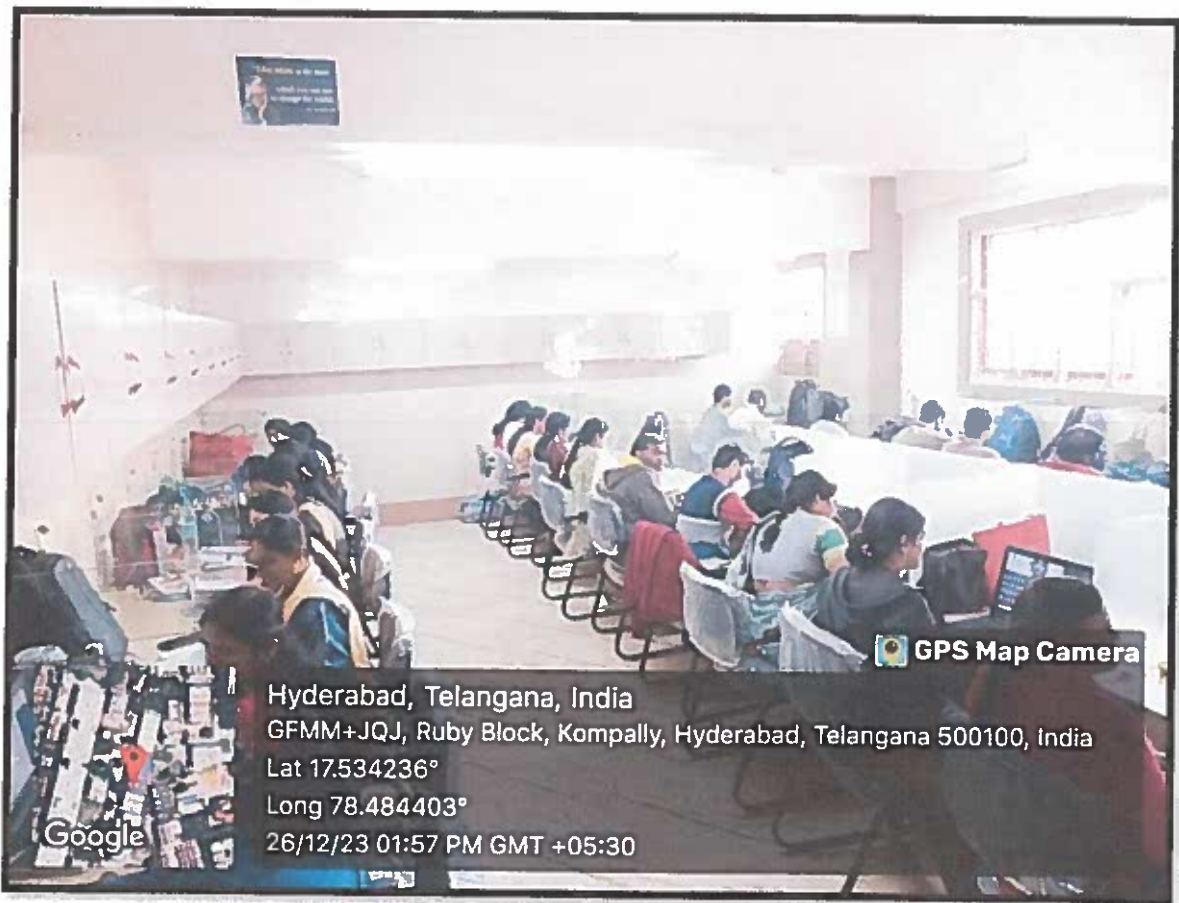 GPS Map Camera
Hyderabad, Telangana, India
GFMM+JQJ, Ruby Block, Kompally, Hyderabad, Telangana 500100, India
Lat 17.534236°
Long 78.484403°
26/12/23 01:57 PM GMT +05:30
Google